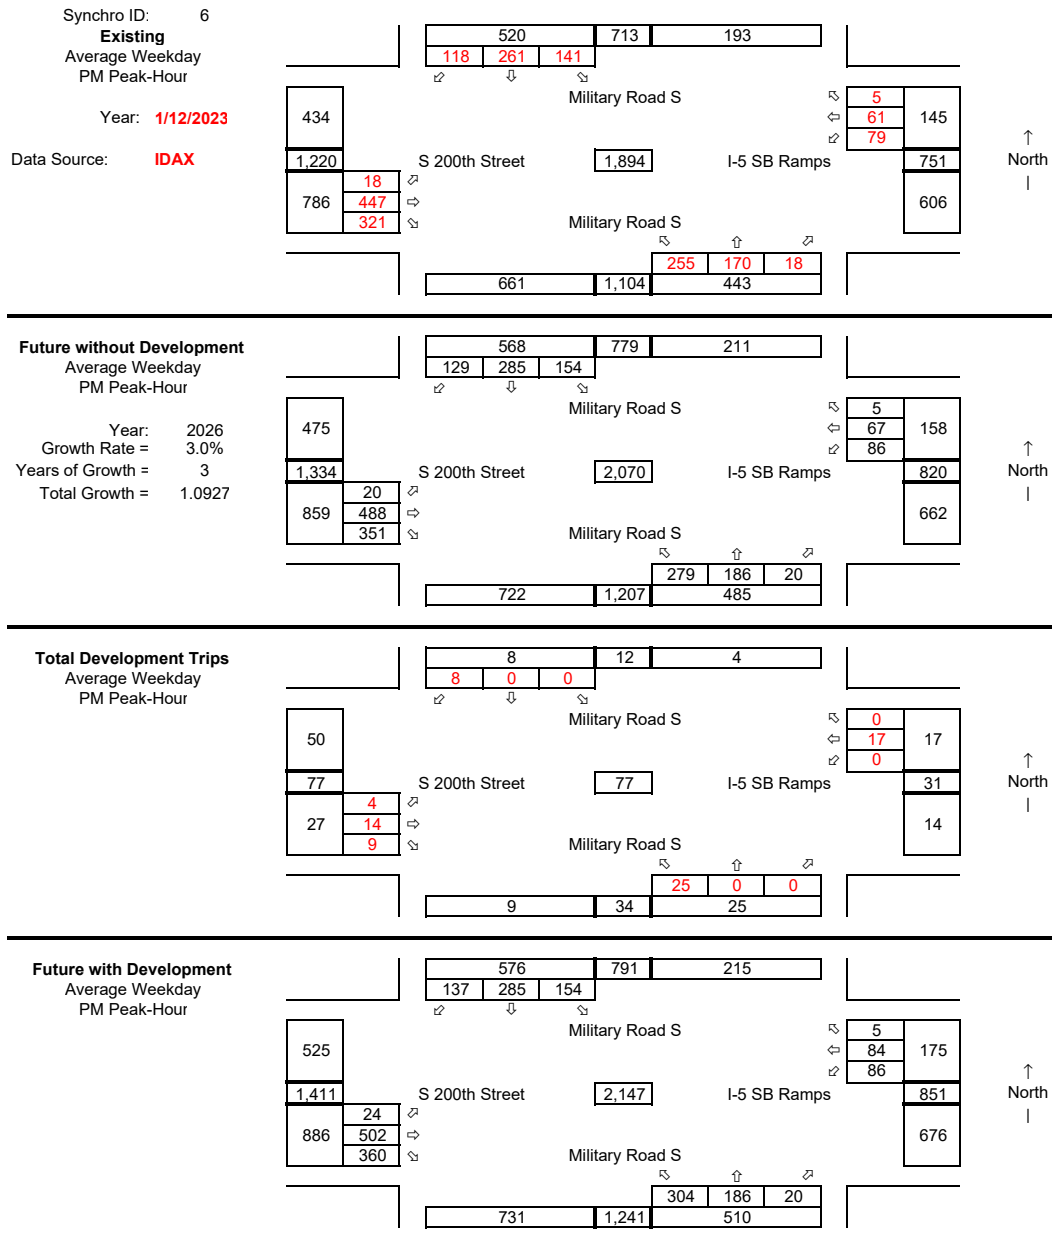 Synchro ID: 6
Existing
Average Weekday
PM Peak-Hour
Year: 1/12/2023
Data Source: IDAX
520 713 193
118 261 141
⬃ ⇩ ⬂
Military Road S
434
1,220
786
18 ⬀
447 ⇨
321 ⬂
S 200th Street 1,894 I-5 SB Ramps
⬁ 5
⇦ 61
⬃ 79
145
751
606
↑
North
|
Military Road S
⬁ ⇧ ⬀
255 170 18
661 1,104 443
Future without Development
Average Weekday
PM Peak-Hour
Year: 2026
Growth Rate = 3.0%
Years of Growth = 3
Total Growth = 1.0927
568 779 211
129 285 154
⬃ ⇩ ⬂
Military Road S
475
1,334
859
20 ⬀
488 ⇨
351 ⬂
S 200th Street 2,070 I-5 SB Ramps
⬁ 5
⇦ 67
⬃ 86
158
820
662
↑
North
|
Military Road S
⬁ ⇧ ⬀
279 186 20
722 1,207 485
Total Development Trips
Average Weekday
PM Peak-Hour
8 12 4
8 0 0
⬃ ⇩ ⬂
Military Road S
50
77
27
4 ⬀
14 ⇨
9 ⬂
S 200th Street 77 I-5 SB Ramps
⬁ 0
⇦ 17
⬃ 0
17
31
14
↑
North
|
Military Road S
⬁ ⇧ ⬀
25 0 0
9 34 25
Future with Development
Average Weekday
PM Peak-Hour
576 791 215
137 285 154
⬃ ⇩ ⬂
Military Road S
525
1,411
886
24 ⬀
502 ⇨
360 ⬂
S 200th Street 2,147 I-5 SB Ramps
⬁ 5
⇦ 84
⬃ 86
175
851
676
↑
North
|
Military Road S
⬁ ⇧ ⬀
304 186 20
731 1,241 510